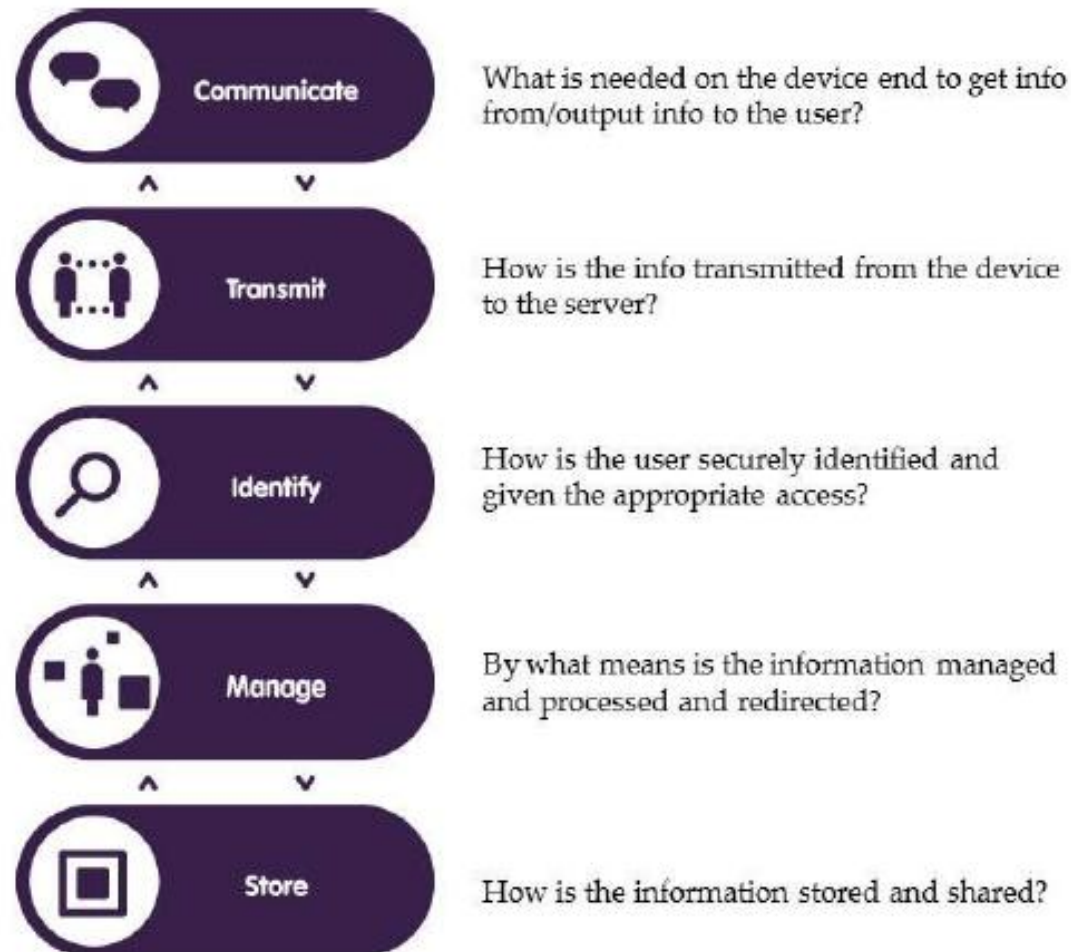 Communicate
What is needed on the device end to get info
from/output info to the user?
Transmit
How is the info transmitted from the device
to the server?
Identify
How is the user securely identified and
given the appropriate access?
Manage
By what means is the information managed
and processed and redirected?
Store
How is the information stored and shared?